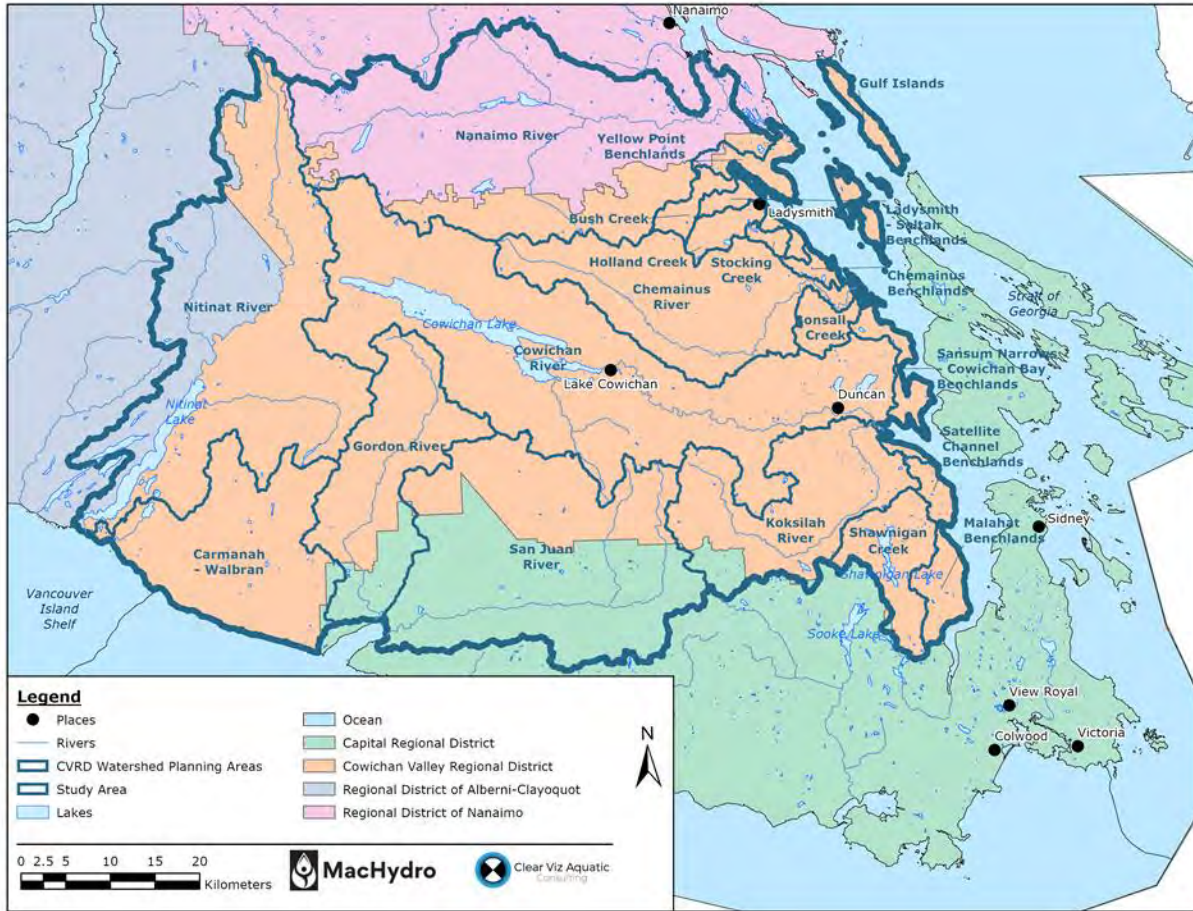 Nanaimo
Gulf Islands
Nanaimo River
Yellow Point
Benchlands
Bush Creek
Ladysmith
Ladysmith
- Saltair
Benchlands
Holland Creek
Stocking
Creek
Chemainus
River
Chemainus
Benchlands
Nitinat River
Strait of
Georgia
Cowichan Lake
Bonsall
Creek
Cowichan
River
Lake Cowichan
Sansum Narrows
- Cowichan Bay
Benchlands
Duncan
Nitinat
Lake
Satellite
Channel
Benchlands
Gordon River
Koksilah
River
Malahat
Benchlands
Sidney
Shawnigan
Creek
San Juan
River
Carmanah
- Walbran
Shawnigan Lake
Vancouver
Island
Shelf
Sooke Lake
View Royal
Colwood
Victoria
Legend
Places
Rivers
CVRD Watershed Planning Areas
Study Area
Lakes
Ocean
Capital Regional District
Cowichan Valley Regional District
Regional District of Alberni-Clayoquot
Regional District of Nanaimo
N
0 2.5 5 10 15 20
Kilometers
MacHydro
Clear Viz Aquatic
Consulting